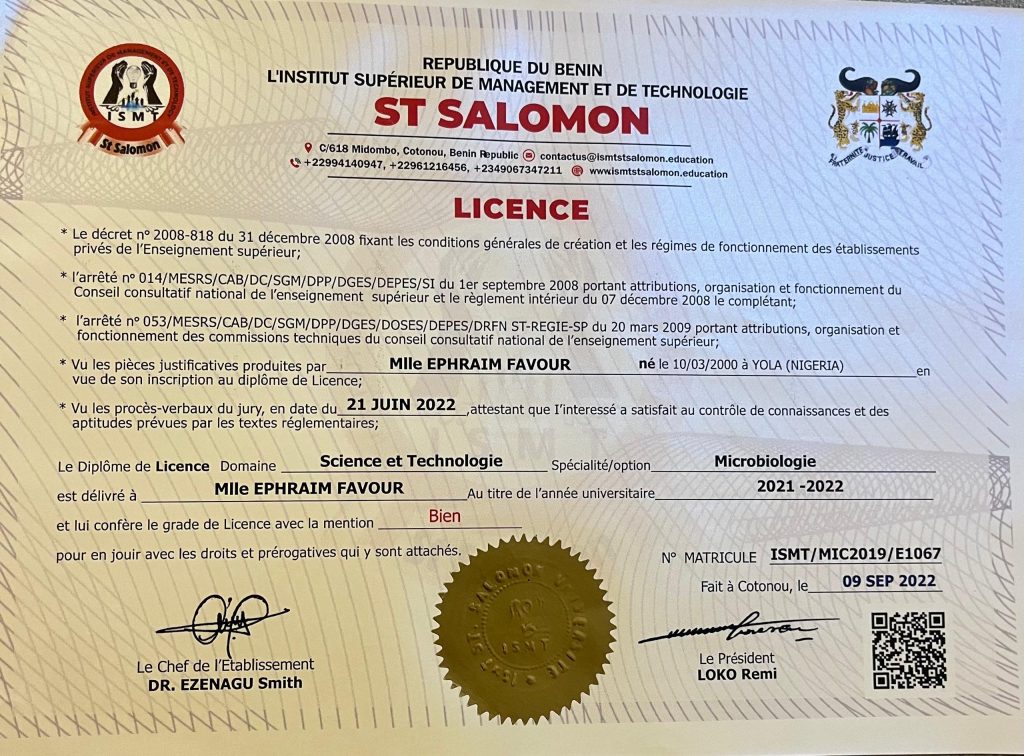 REPUBLIQUE DU BENIN
L'INSTITUT SUPÉRIEUR DE MANAGEMENT ET DE TECHNOLOGIE
ST SALOMON
ISMT
St Salomon
FRATERNITE JUSTICE TRAVAIL
C/618 Midombo, Cotonou, Benin Republic contactus@ismtstsalomon.education
+22994140947, +22961216456, +2349067347211 www.ismtstsalomon.education
LICENCE
* Le décret nº 2008-818 du 31 décembre 2008 fixant les conditions générales de création et les régimes de fonctionnement des établissements
privés de l'Enseignement supérieur;
* l'arrêté nº 014/MESRS/CAB/DC/SGM/DPP/DGES/DEPES/SI du 1er septembre 2008 portant attributions, organisation et fonctionnement du
Conseil consultatif national de l'enseignement supérieur et le règlement intérieur du 07 décembre 2008 le complétant;
* l'arrêté nº 053/MESRS/CAB/DC/SGM/DPP/DGES/DOSES/DEPES/DRFN ST-REGIE-SP du 20 mars 2009 portant attributions, organisation et
fonctionnement des commissions techniques du conseil consultatif national de l'enseignement supérieur;
* Vu les pièces justificatives produites par Mlle EPHRAIM FAVOUR né le 10/03/2000 à YOLA (NIGERIA) en
vue de son inscription au diplôme de Licence;
* Vu les procès-verbaux du jury, en date du 21 JUIN 2022 ,attestant que I'interessé a satisfait au contrôle de connaissances et des
aptitudes prévues par les textes réglementaires;
Le Diplôme de Licence Domaine Science et Technologie Spécialité/option Microbiologie
est délivré à Mlle EPHRAIM FAVOUR Au titre de l'année universitaire 2021 -2022
et lui confère le grade de Licence avec la mention Bien
pour en jouir avec les droits et prérogatives qui y sont attachés.
N° MATRICULE ISMT/MIC2019/E1067
Fait à Cotonou, le 09 SEP 2022
ISMT
Le Chef de l'Etablissement
DR. EZENAGU Smith
Le Président
LOKO Remi